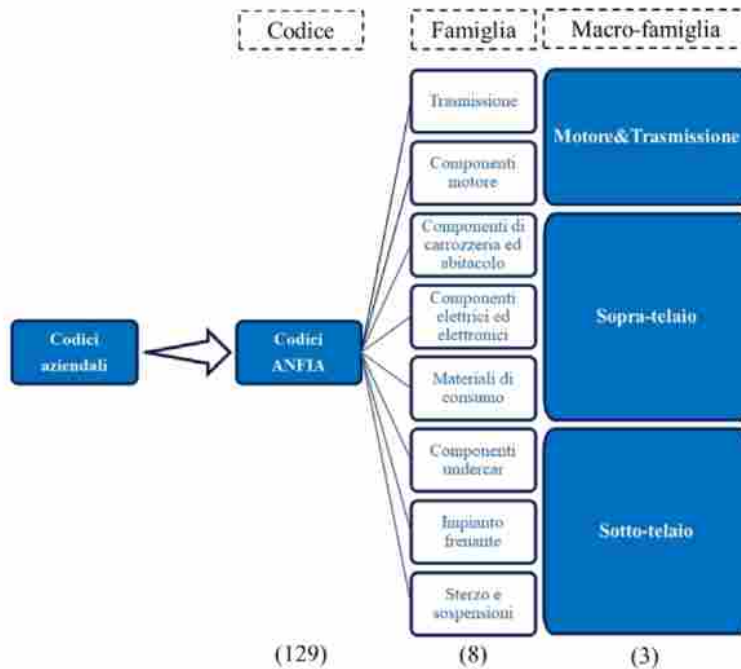 Codice
Famiglia
Macro-famiglia
Trasmissione
Motore&Trasmissione
Componenti
motore
Componenti di
carrozzeria ed
abitacolo
Codici
aziendali
Codici
ANFIA
Componenti
elettrici ed
elettronici
Sopra-telaio
Materiali di
consumo
Componenti
undercar
Impianto
frenante
Sotto-telaio
Sterzo e
sospensioni
(129)
(8)
(3)